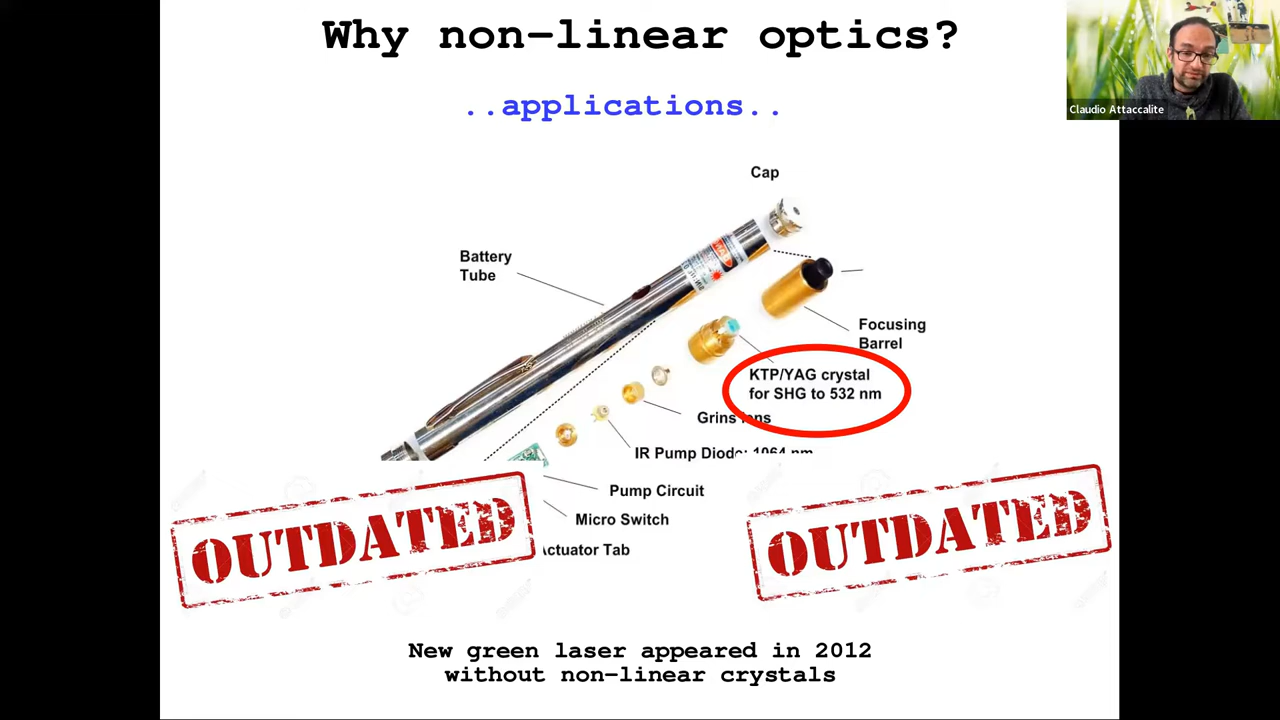 Why non-linear optics?
..applications..
Claudio Attaccalite
Cap
Battery
Tube
Focusing
Barrel
KTP/YAG crystal
for SHG to 532 nm
Grins lens
IR Pump Diode: 1064 nm
Pump Circuit
Micro Switch
Actuator Tab
OUTDATED
OUTDATED
New green laser appeared in 2012
without non-linear crystals